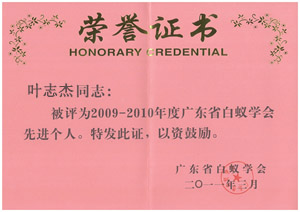 荣誉证书
HONORARY CREDENTIAL
叶志杰同志：
被评为2009-2010年度广东省白蚁学会
先进个人。特发此证，以资鼓励。
广东省白蚁学会
二〇一一年三月